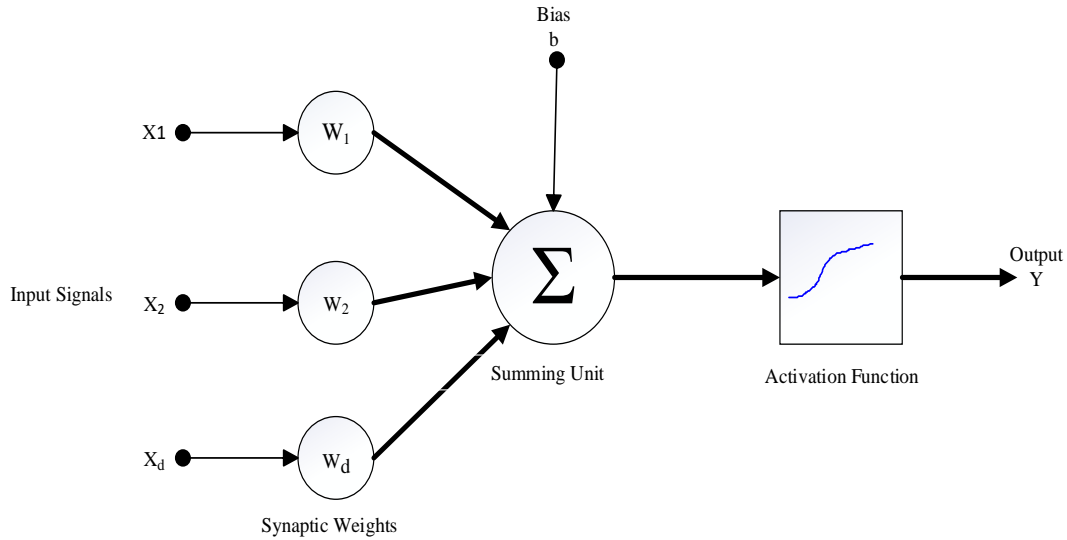 Bias
b
X1
W1
Input Signals
X2
W2
Σ
Output
Y
Summing Unit
Activation Function
Xd
Wd
Synaptic Weights